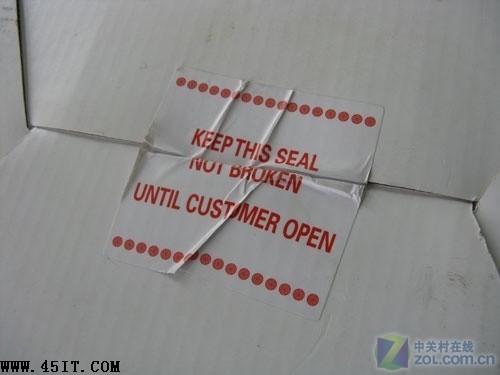 KEEP THIS SEAL
NOT BROKEN
UNTIL CUSTOMER OPEN
www.45IT.COM
中关村在线
zol.com.cn